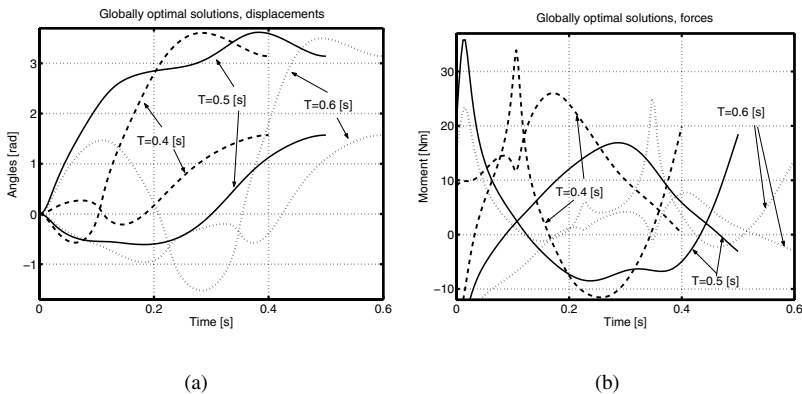 Globally optimal solutions, displacements
3
2
1
0
−1
Angles [rad]
T=0.5 [s]
T=0.6 [s]
T=0.4 [s]
0
0.2
0.4
0.6
Time [s]
(a)
Globally optimal solutions, forces
30
20
10
0
−10
Moment [Nm]
T=0.6 [s]
T=0.4 [s]
T=0.5 [s]
0
0.2
0.4
0.6
Time [s]
(b)